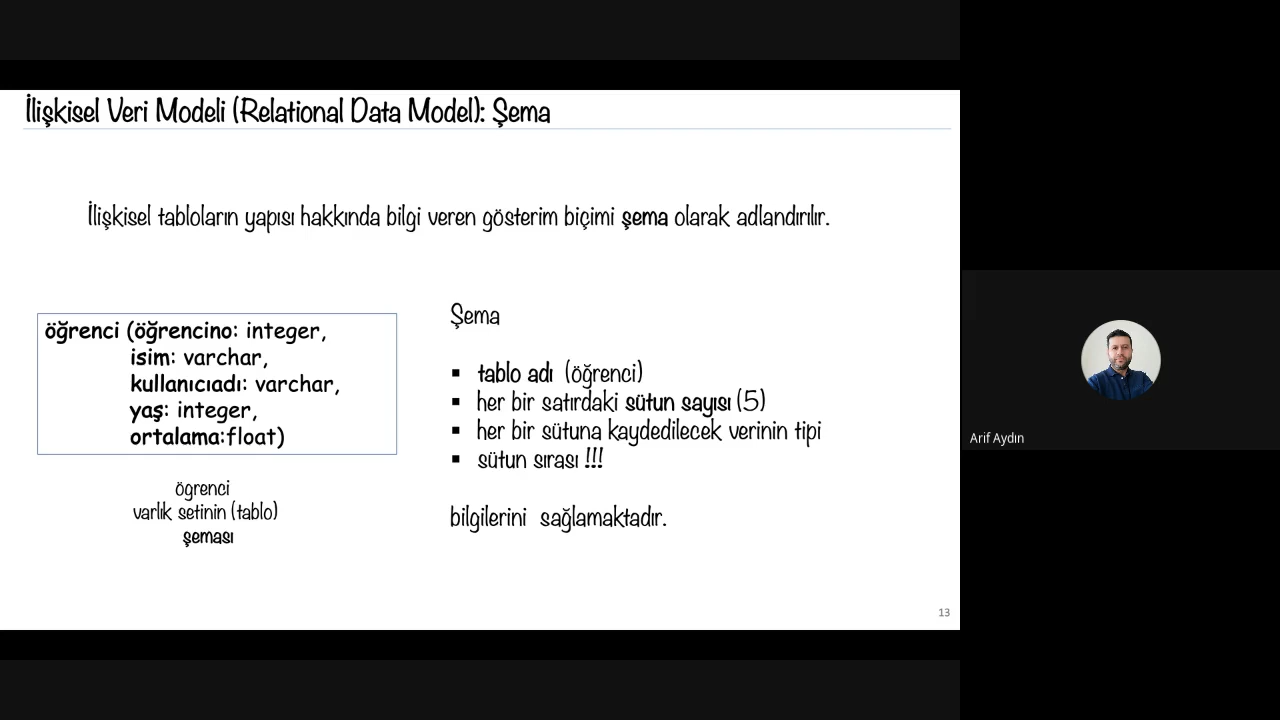 İlişkisel Veri Modeli (Relational Data Model): Şema
İlişkisel tabloların yapısı hakkında bilgi veren gösterim biçimi şema olarak adlandırılır.
öğrenci (öğrencino: integer,
isim: varchar,
kullanıcıadı: varchar,
yaş: integer,
ortalama:float)
öğrenci
varlık setinin (tablo)
şeması
Şema
▪ tablo adı (öğrenci)
▪ her bir satırdaki sütun sayısı (5)
▪ her bir sütuna kaydedilecek verinin tipi
▪ sütun sırası !!!
bilgilerini sağlamaktadır.
13
Arif Aydın